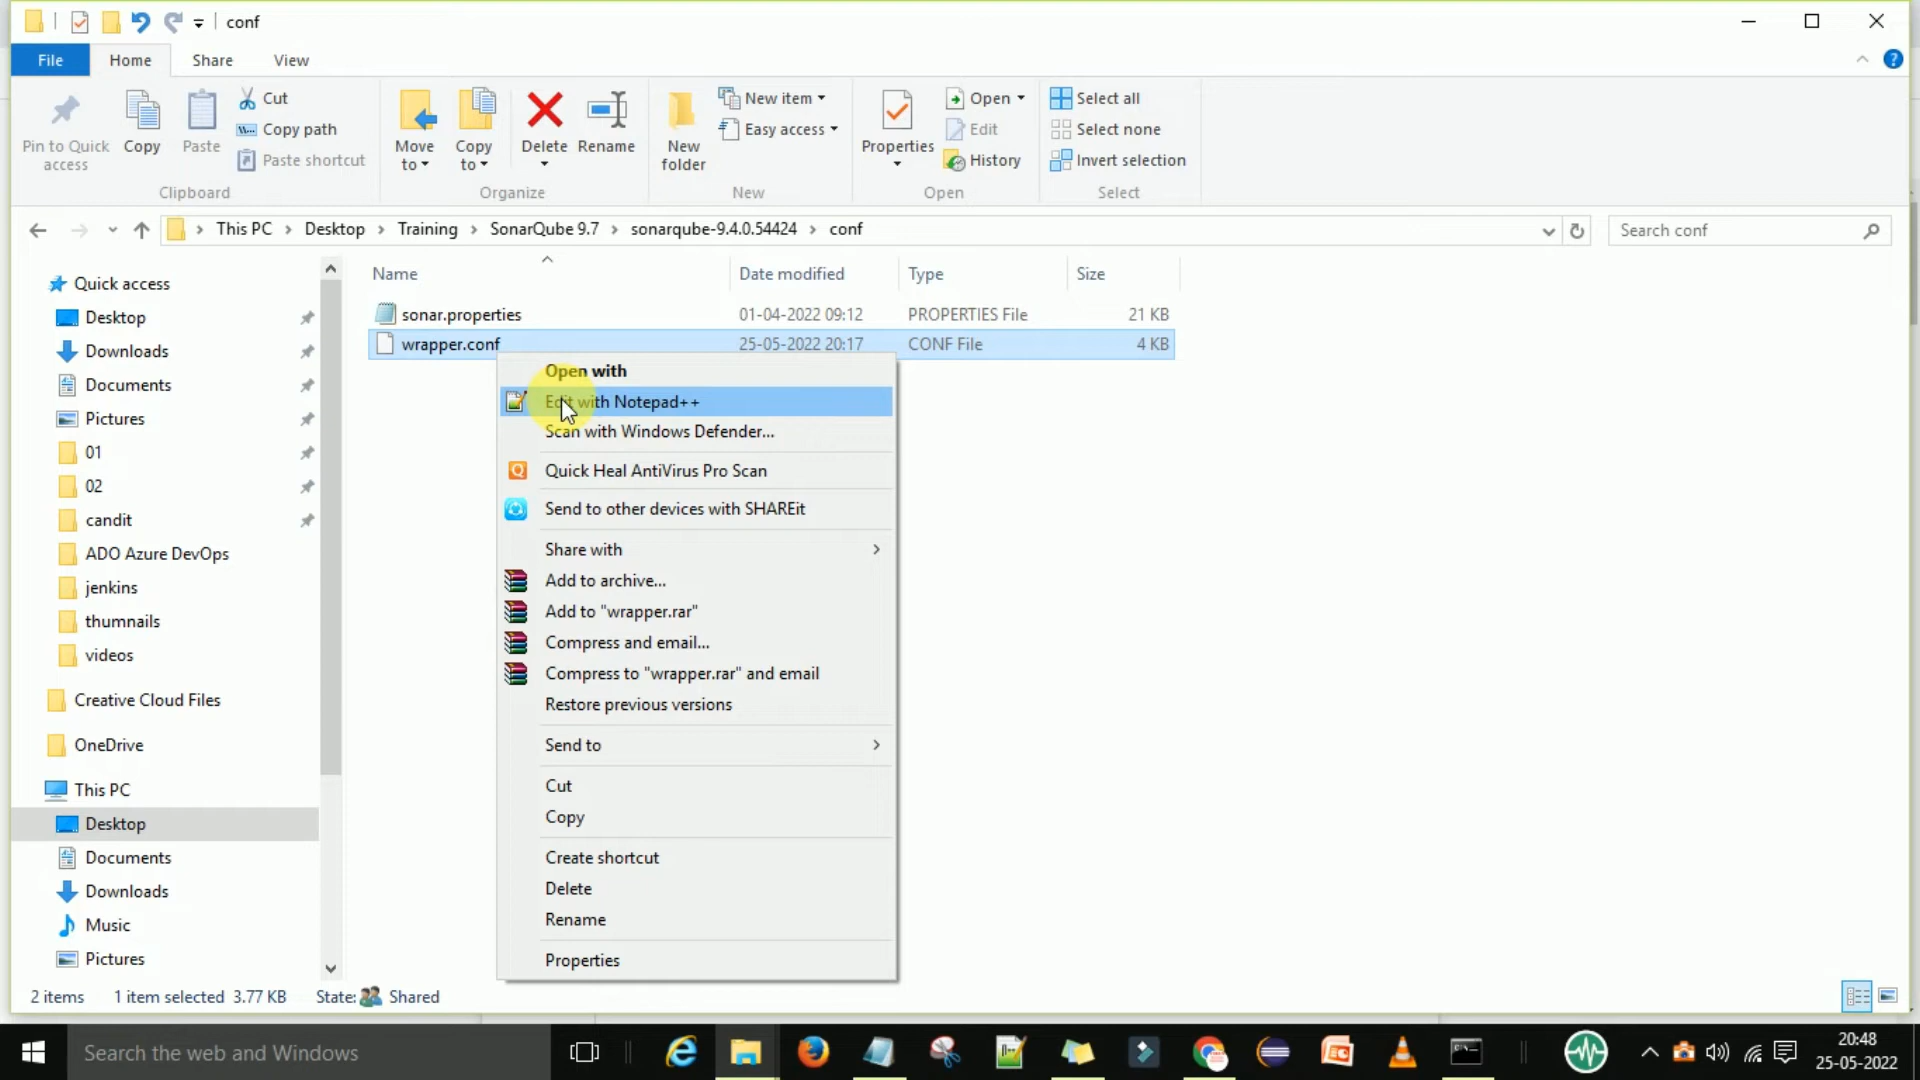 conf
File Home Share View
Pin to Quick access
Copy
Paste
Cut
Copy path
Paste shortcut
Clipboard
Move to
Copy to
Delete
Rename
Organize
New folder
New item
Easy access
New
Properties
Open
Edit
History
Open
Select all
Select none
Invert selection
Select
This PC > Desktop > Training > SonarQube 9.7 > sonarqube-9.4.0.54424 > conf
Search conf
Name Date modified Type Size
sonar.properties 01-04-2022 09:12 PROPERTIES File 21 KB
wrapper.conf 25-05-2022 20:17 CONF File 4 KB
Quick access
Desktop
Downloads
Documents
Pictures
01
02
candit
ADO Azure DevOps
jenkins
thumnails
videos
Creative Cloud Files
OneDrive
This PC
Desktop
Documents
Downloads
Music
Pictures
Open with
Edit with Notepad++
Scan with Windows Defender...
Quick Heal AntiVirus Pro Scan
Send to other devices with SHAREit
Share with
Add to archive...
Add to "wrapper.rar"
Compress and email...
Compress to "wrapper.rar" and email
Restore previous versions
Send to
Cut
Copy
Create shortcut
Delete
Rename
Properties
2 items 1 item selected 3.77 KB State: Shared
Search the web and Windows
20:48
25-05-2022